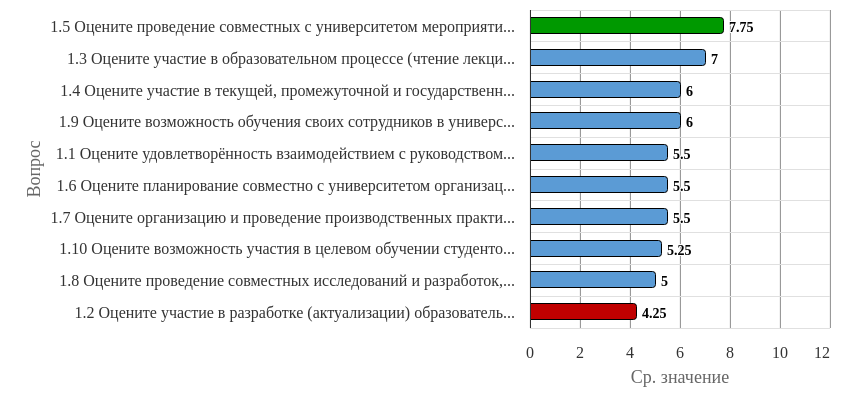 1.5 Оцените проведение совместных с университетом мероприяти... 7.75
1.3 Оцените участие в образовательном процессе (чтение лекци... 7
1.4 Оцените участие в текущей, промежуточной и государственн... 6
1.9 Оцените возможность обучения своих сотрудников в универс... 6
1.1 Оцените удовлетворённость взаимодействием с руководством... 5.5
1.6 Оцените планирование совместно с университетом организац... 5.5
1.7 Оцените организацию и проведение производственных практи... 5.5
1.10 Оцените возможность участия в целевом обучении студенто... 5.25
1.8 Оцените проведение совместных исследований и разработок,... 5
1.2 Оцените участие в разработке (актуализации) образователь... 4.25
Вопрос
0 2 4 6 8 10 12
Ср. значение